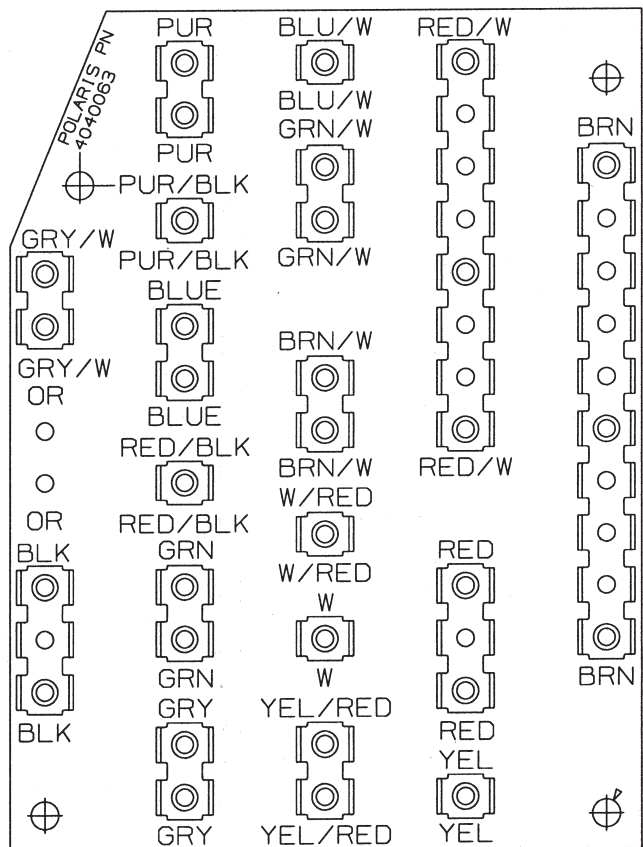 POLARIS PN
4040063
PUR
PUR
PUR/BLK
PUR/BLK
BLUE
BLUE
RED/BLK
RED/BLK
GRN
GRN
GRY
GRY
GRY/W
GRY/W
OR
OR
BLK
BLK
BLU/W
BLU/W
GRN/W
GRN/W
BRN/W
BRN/W
W/RED
W/RED
W
W
YEL/RED
YEL/RED
RED/W
RED/W
RED
RED
YEL
YEL
BRN
BRN